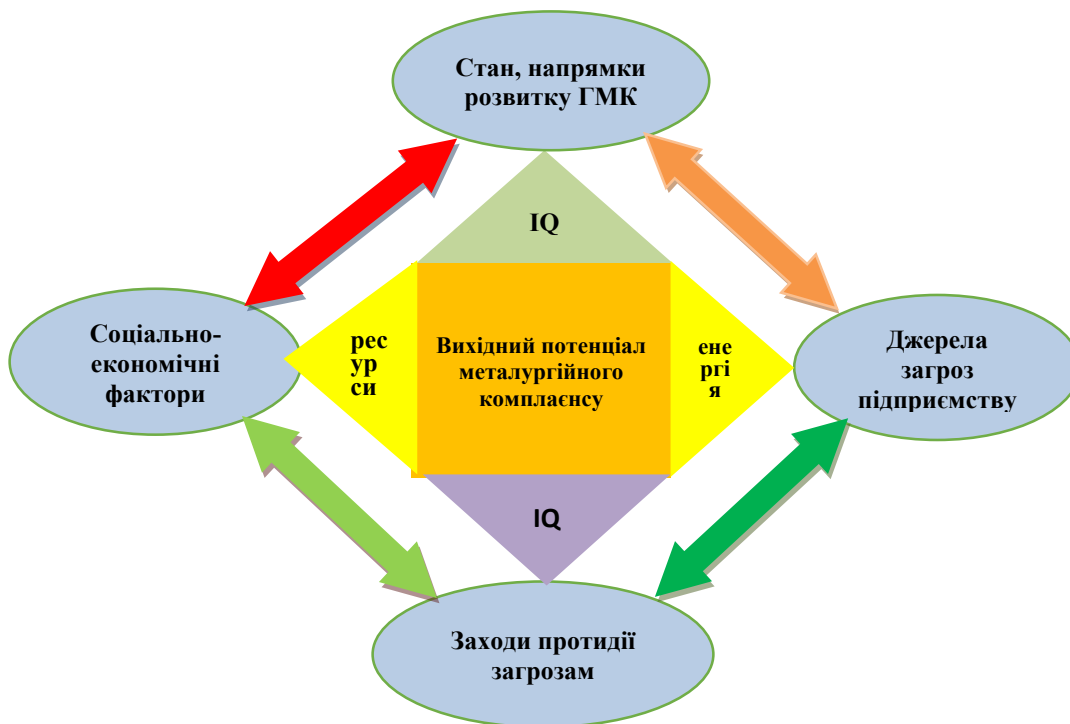 Стан, напрямки
розвитку ГМК
IQ
Соціально-
економічні
фактори
рес
ур
си
Вихідний потенціал
металургійного
комплаєнсу
ене
ргі
я
Джерела
загроз
підприємству
IQ
Заходи протидії
загрозам